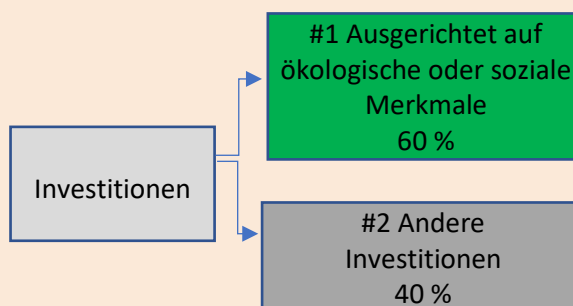 #1 Ausgerichtet auf
ökologische oder soziale
Merkmale
60 %
Investitionen
#2 Andere
Investitionen
40 %